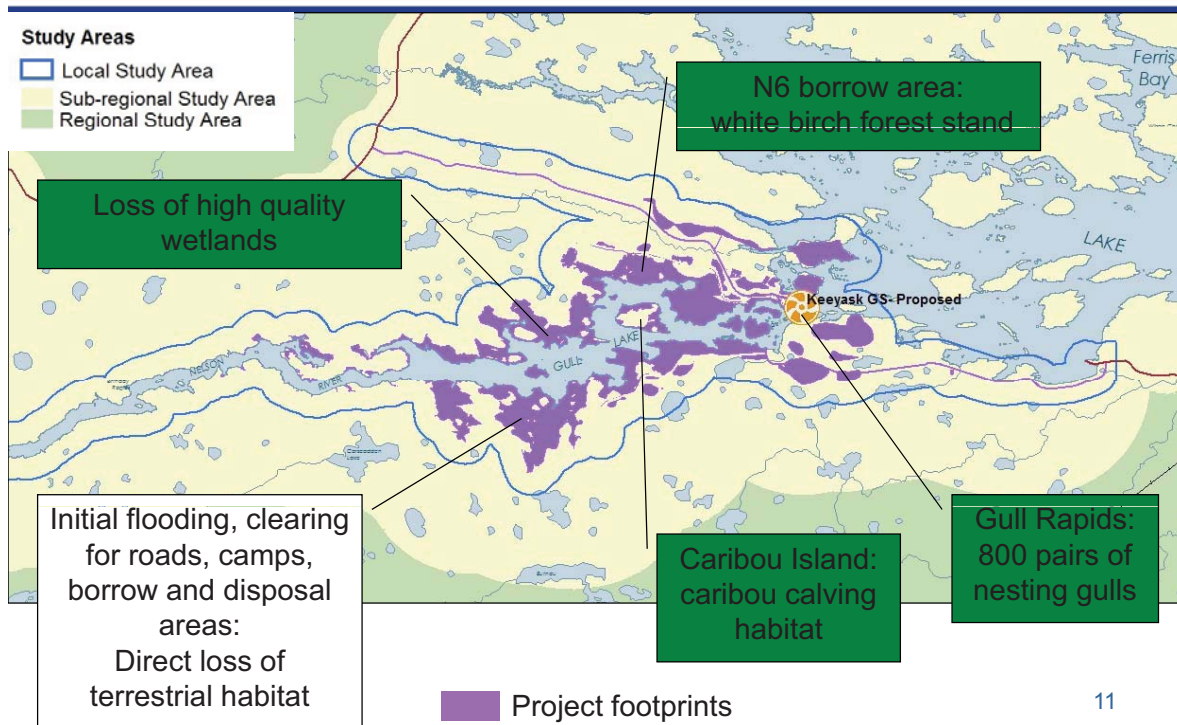 Study Areas
Local Study Area
Sub-regional Study Area
Regional Study Area
Ferris
Bay
N6 borrow area:
white birch forest stand
Loss of high quality
wetlands
LAKE
Keeyask GS- Proposed
GULL LAKE
NELSON
RIVER
Initial flooding, clearing
for roads, camps,
borrow and disposal
areas:
Direct loss of
terrestrial habitat
Caribou Island:
caribou calving
habitat
Gull Rapids:
800 pairs of
nesting gulls
Project footprints
11